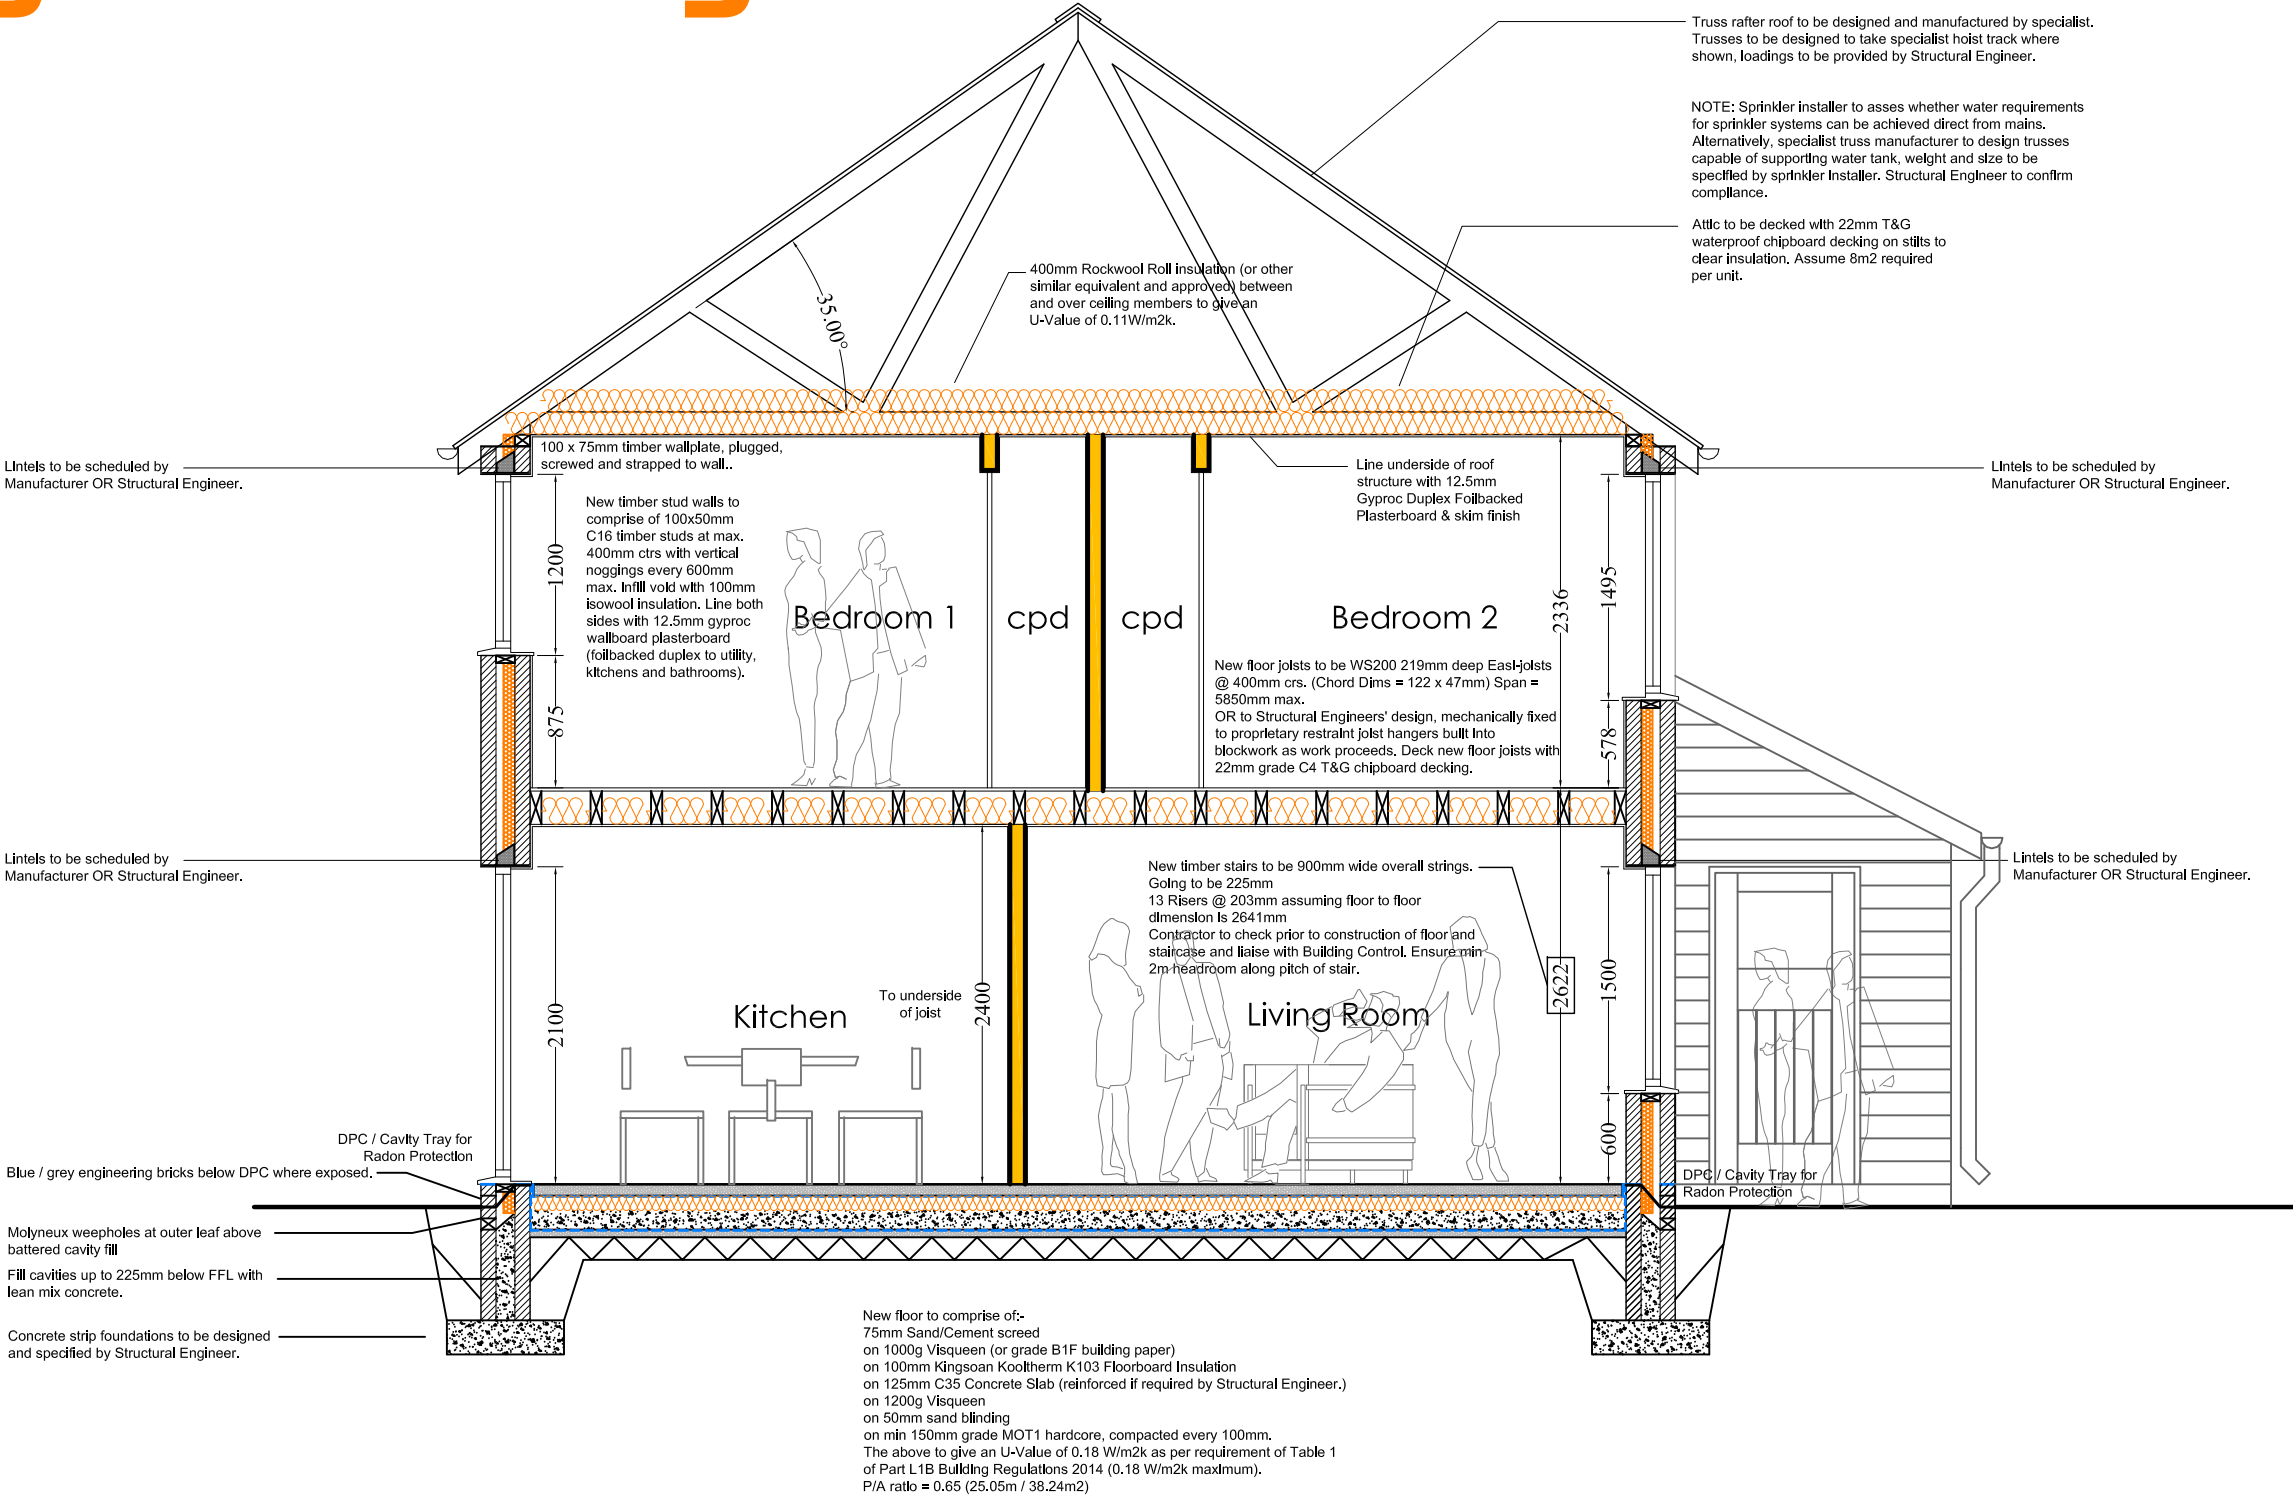 Truss rafter roof to be designed and manufactured by specialist.
Trusses to be designed to take specialist hoist track where
shown, loadings to be provided by Structural Engineer.
NOTE: Sprinkler installer to asses whether water requirements
for sprinkler systems can be achieved direct from mains.
Alternatively, specialist truss manufacturer to design trusses
capable of supporting water tank, weight and size to be
specified by sprinkler installer. Structural Engineer to confirm
compliance.
Attic to be decked with 22mm T&G
waterproof chipboard decking on stilts to
clear insulation. Assume 8m2 required
per unit.
400mm Rockwool Roll insulation (or other
similar equivalent and approved) between
and over ceiling members to give an
U-Value of 0.11W/m2k.
35.00°
100 x 75mm timber wallplate, plugged,
screwed and strapped to wall..
Lintels to be scheduled by
Manufacturer OR Structural Engineer.
Line underside of roof
structure with 12.5mm
Gyproc Duplex Foilbacked
Plasterboard & skim finish
Lintels to be scheduled by
Manufacturer OR Structural Engineer.
New timber stud walls to
comprise of 100x50mm
C16 timber studs at max.
400mm ctrs with vertical
noggings every 600mm
max. Infill void with 100mm
isowool insulation. Line both
sides with 12.5mm gyproc
wallboard plasterboard
(foilbacked duplex to utility,
kitchens and bathrooms).
1200
875
Bedroom 1
cpd
cpd
Bedroom 2
2336
1495
578
New floor joists to be WS200 219mm deep Easi-joists
@ 400mm crs. (Chord Dims = 122 x 47mm) Span =
5850mm max.
OR to Structural Engineers' design, mechanically fixed
to proprietary restraint joist hangers built into
blockwork as work proceeds. Deck new floor joists with
22mm grade C4 T&G chipboard decking.
Lintels to be scheduled by
Manufacturer OR Structural Engineer.
New timber stairs to be 900mm wide overall strings.
Going to be 225mm
13 Risers @ 203mm assuming floor to floor
dimension is 2641mm
Contractor to check prior to construction of floor and
staircase and liaise with Building Control. Ensure min
2m headroom along pitch of stair.
Lintels to be scheduled by
Manufacturer OR Structural Engineer.
2100
Kitchen
To underside
of joist
2400
Living Room
2622
1500
600
DPC / Cavity Tray for
Radon Protection
Blue / grey engineering bricks below DPC where exposed.
DPC / Cavity Tray for
Radon Protection
Molyneux weepholes at outer leaf above
battered cavity fill
Fill cavities up to 225mm below FFL with
lean mix concrete.
Concrete strip foundations to be designed
and specified by Structural Engineer.
New floor to comprise of:-
75mm Sand/Cement screed
on 1000g Visqueen (or grade B1F building paper)
on 100mm Kingsoan Kooltherm K103 Floorboard Insulation
on 125mm C35 Concrete Slab (reinforced if required by Structural Engineer.)
on 1200g Visqueen
on 50mm sand blinding
on min 150mm grade MOT1 hardcore, compacted every 100mm.
The above to give an U-Value of 0.18 W/m2k as per requirement of Table 1
of Part L1B Building Regulations 2014 (0.18 W/m2k maximum).
P/A ratio = 0.65 (25.05m / 38.24m2)